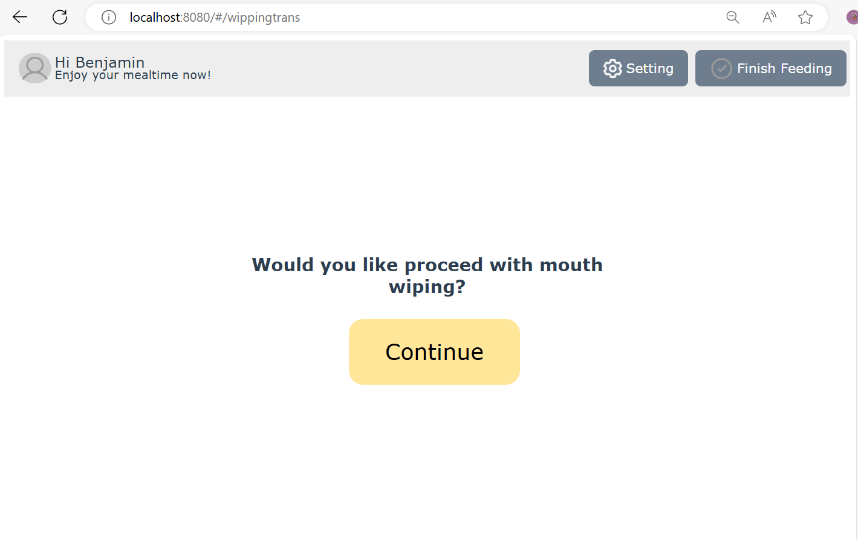 localhost:8080/#/wippingtrans
Hi Benjamin
Enjoy your mealtime now!
Setting
Finish Feeding
Would you like proceed with mouth
wiping?
Continue